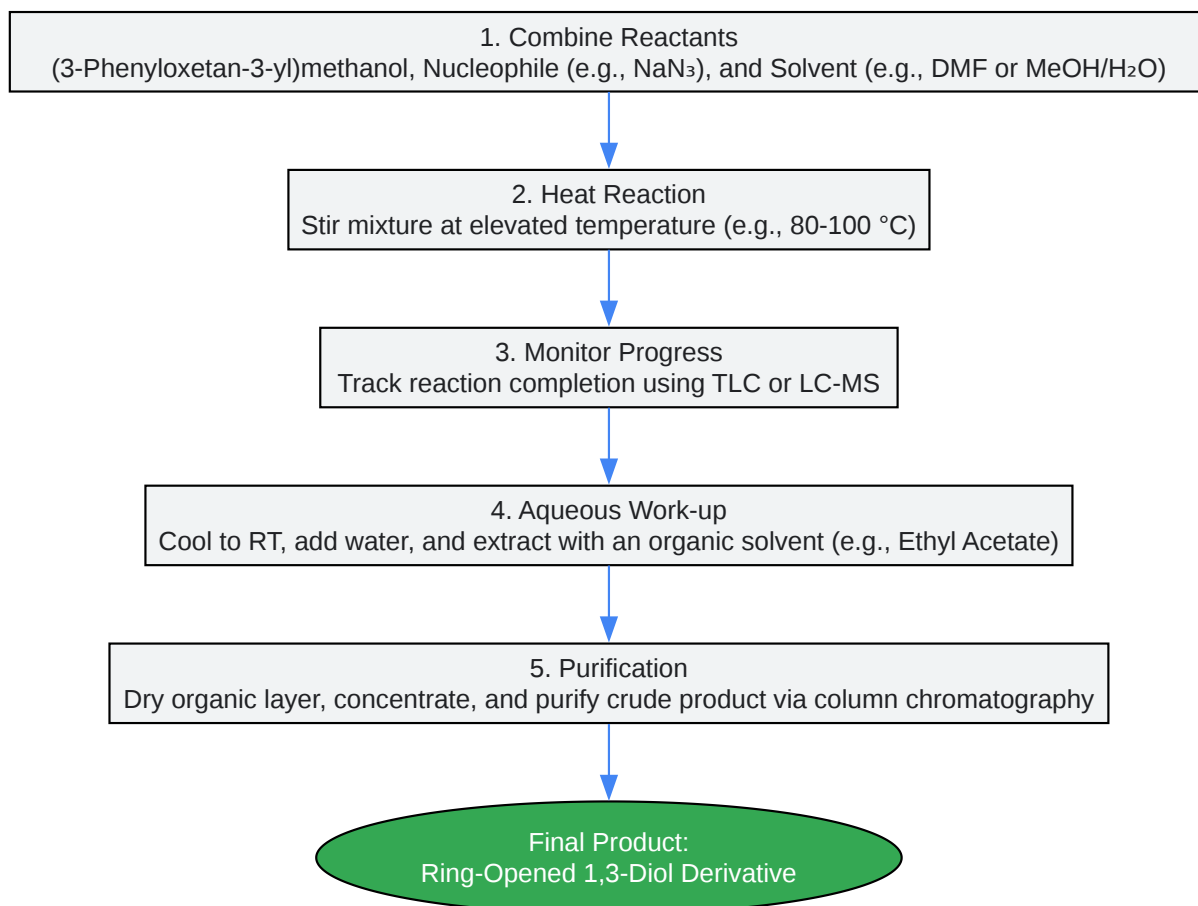 1. Combine Reactants
(3-Phenyloxetan-3-yl)methanol, Nucleophile (e.g., NaN₃), and Solvent (e.g., DMF or MeOH/H₂O)
2. Heat Reaction
Stir mixture at elevated temperature (e.g., 80-100 °C)
3. Monitor Progress
Track reaction completion using TLC or LC-MS
4. Aqueous Work-up
Cool to RT, add water, and extract with an organic solvent (e.g., Ethyl Acetate)
5. Purification
Dry organic layer, concentrate, and purify crude product via column chromatography
Final Product:
Ring-Opened 1,3-Diol Derivative